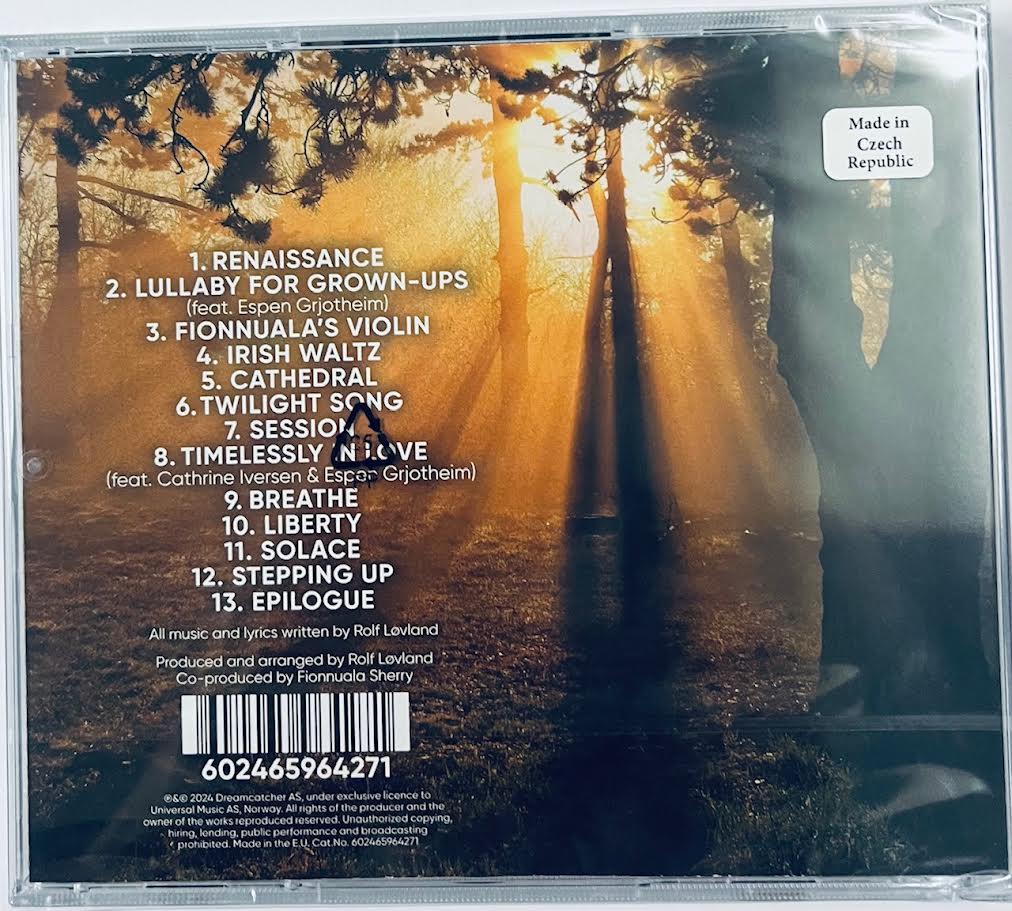 Made in
Czech
Republic
1. RENAISSANCE
2. LULLABY FOR GROWN-UPS
(feat. Espen Grjotheim)
3. FIONNUALA'S VIOLIN
4. IRISH WALTZ
5. CATHEDRAL
6. TWILIGHT SONG
7. SESSION
8. TIMELESSLY IN LOVE
(feat. Cathrine Iversen & Espen Grjotheim)
9. BREATHE
10. LIBERTY
11. SOLACE
12. STEPPING UP
13. EPILOGUE
All music and lyrics written by Rolf Løvland
Produced and arranged by Rolf Løvland
Co-produced by Fionnuala Sherry
602465964271
℗&© 2024 Dreamcatcher AS, under exclusive licence to
Universal Music AS, Norway. All rights of the producer and the
owner of the works reproduced reserved. Unauthorized copying,
hiring, lending, public performance and broadcasting
prohibited. Made in the E.U. Cat.No. 602465964271